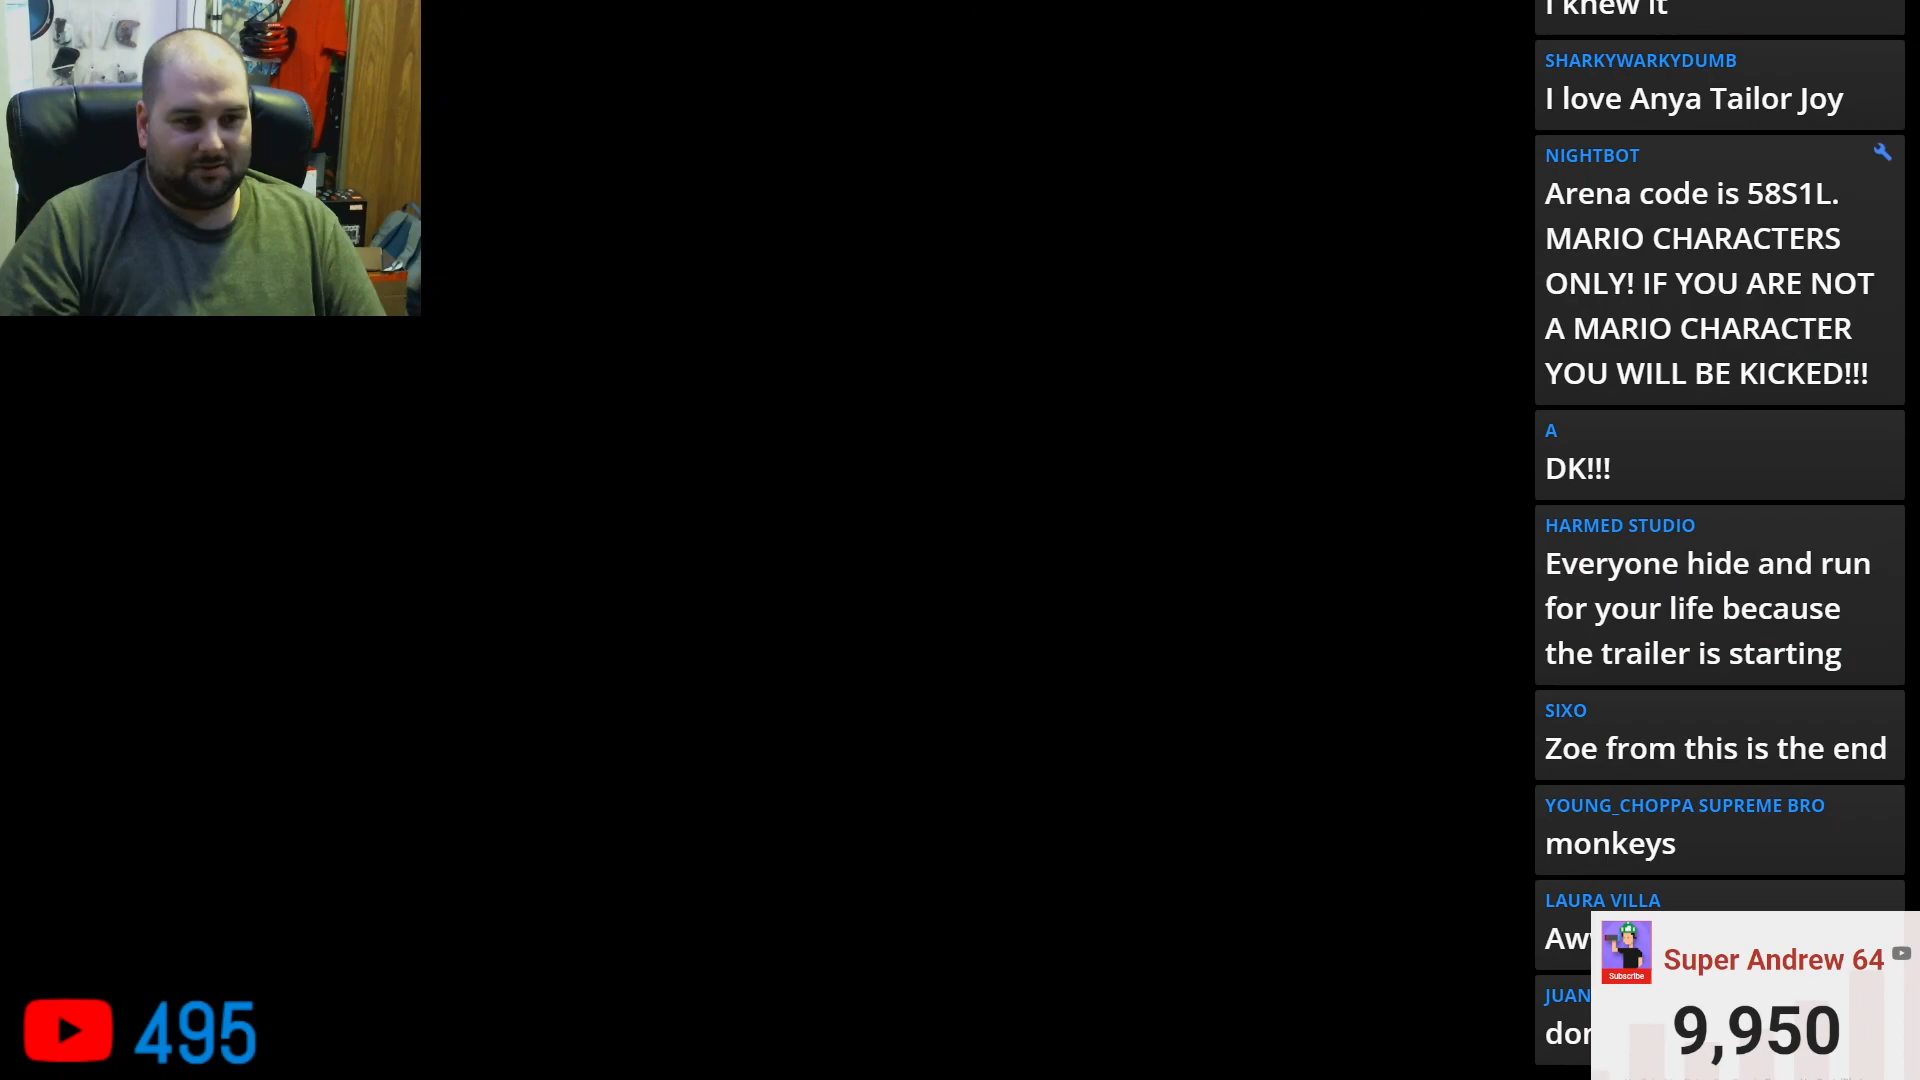 I knew it
SHARKYWARKYDUMB
I love Anya Tailor Joy
NIGHTBOT
Arena code is 58S1L.
MARIO CHARACTERS
ONLY! IF YOU ARE NOT
A MARIO CHARACTER
YOU WILL BE KICKED!!!
A
DK!!!
HARMED STUDIO
Everyone hide and run
for your life because
the trailer is starting
SIXO
Zoe from this is the end
YOUNG_CHOPPA SUPREME BRO
monkeys
LAURA VILLA
JUAN
Subscribe
Super Andrew 64
9,950
495